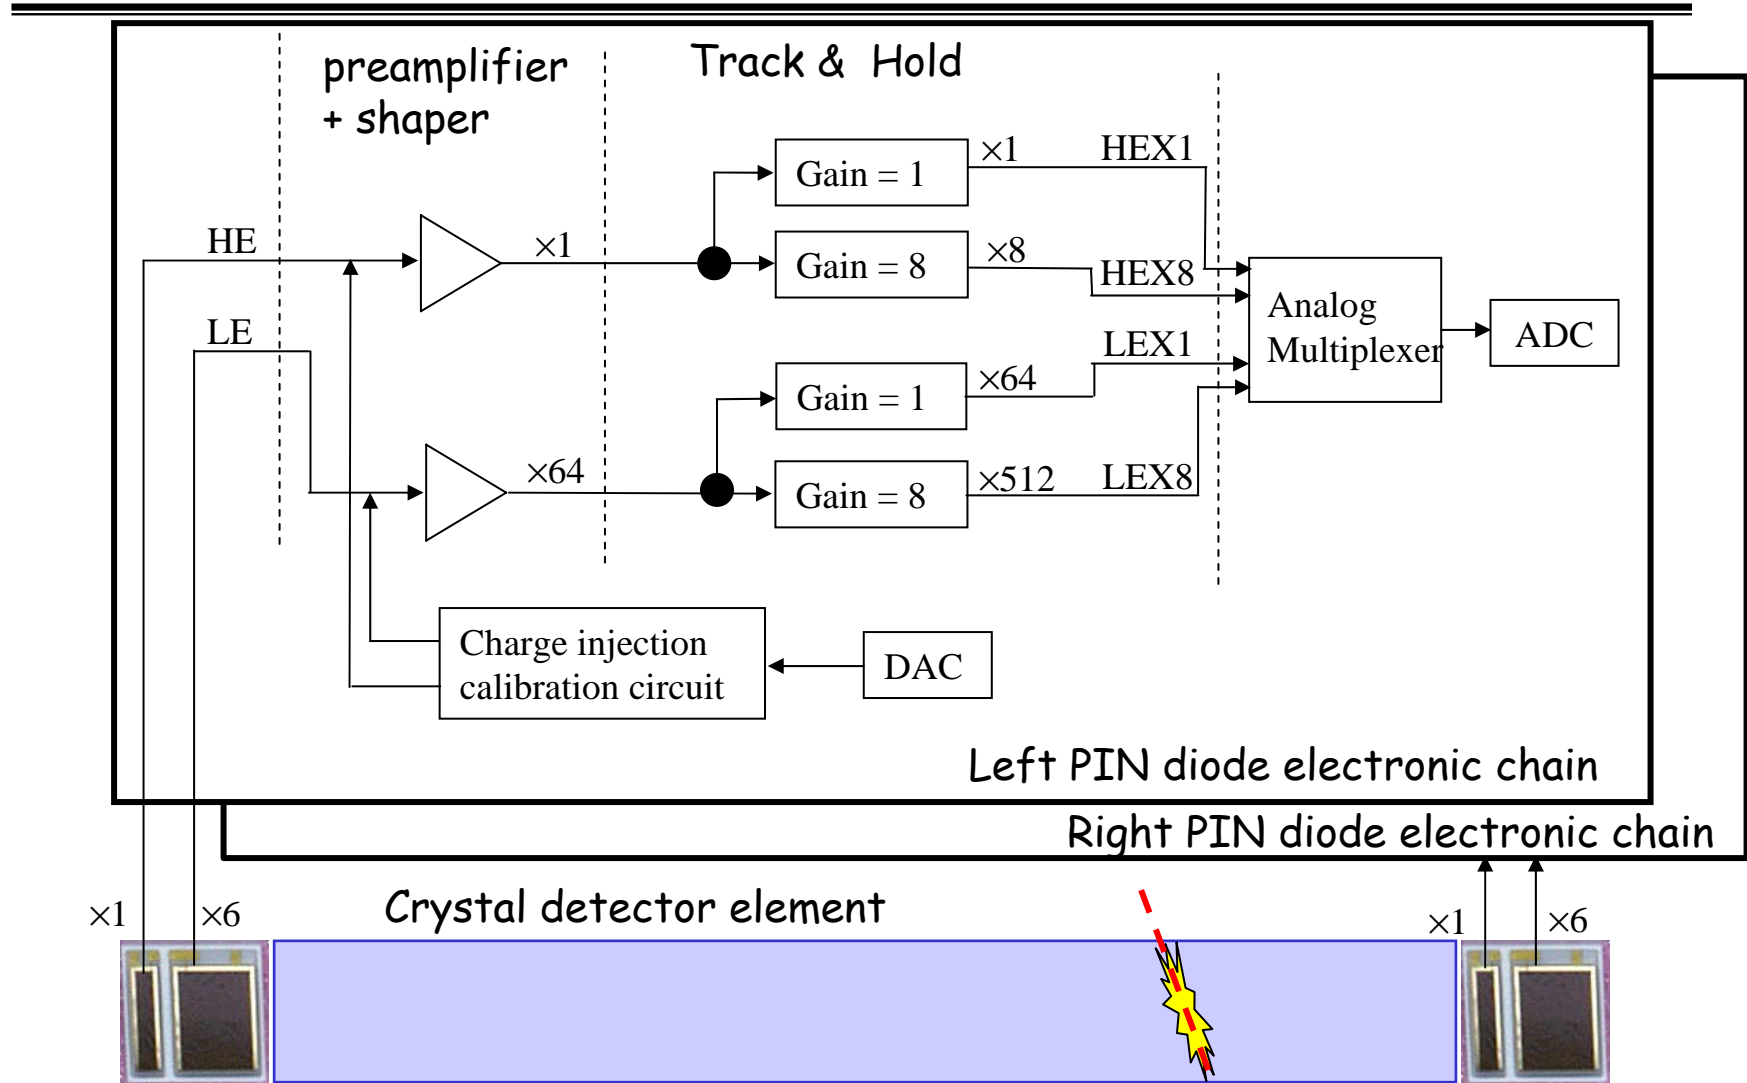 preamplifier
+ shaper
Track & Hold
Gain = 1
×1
HEX1
HE
×1
Gain = 8
×8
HEX8
LE
Analog
Multiplexer
ADC
Gain = 1
×64
LEX1
×64
Gain = 8
×512
LEX8
Charge injection
calibration circuit
DAC
Left PIN diode electronic chain
Right PIN diode electronic chain
×1
×6
Crystal detector element
×1
×6